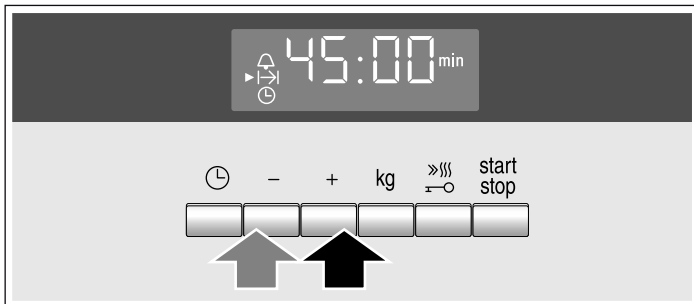 45:00 min
− + kg start
stop